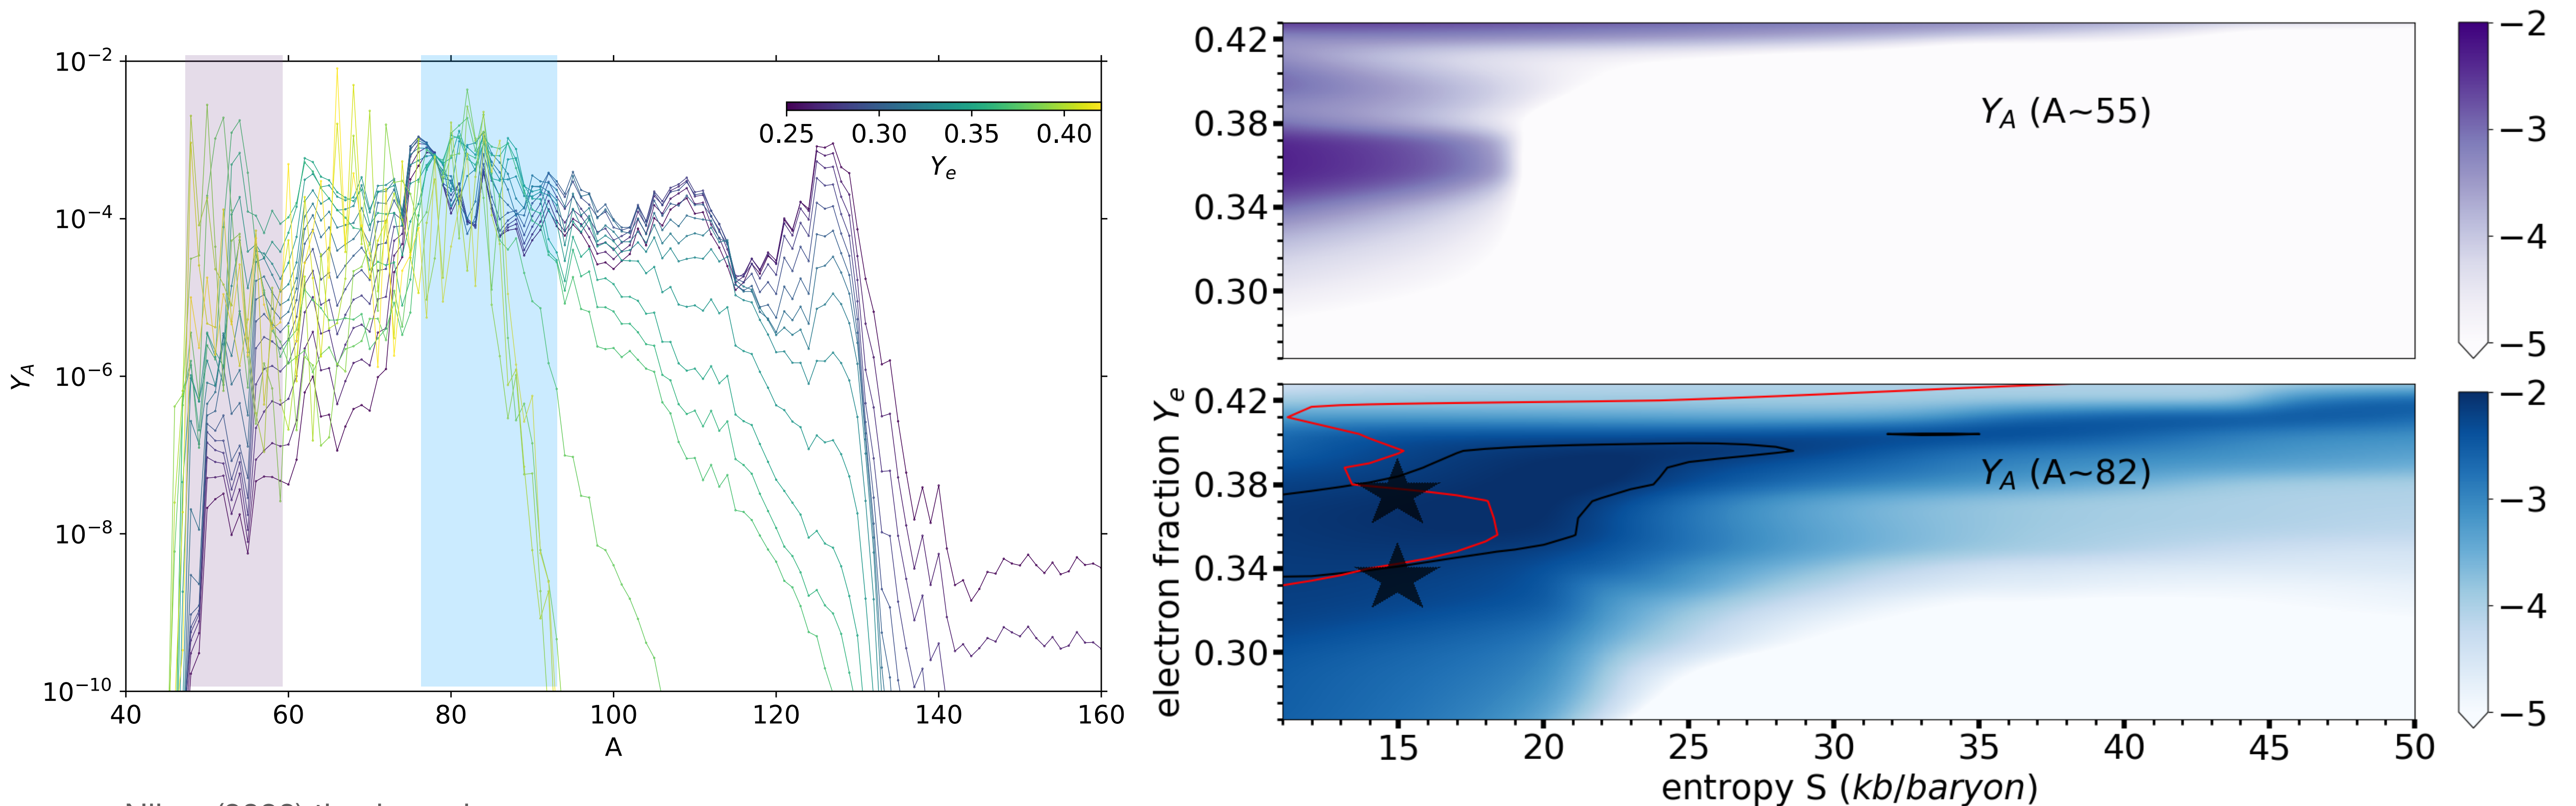 10⁻²
10⁻⁴
10⁻⁶
10⁻⁸
10⁻¹⁰
Y_A
40 60 80 100 120 140 160
A
0.25 0.30 0.35 0.40
Y_e
0.42
0.38
0.34
0.30
Y_A (A~55)
−2
−3
−4
−5
electron fraction Y_e
0.42
0.38
0.34
0.30
Y_A (A~82)
−2
−3
−4
−5
15 20 25 30 35 40 45 50
entropy S (kb/baryon)